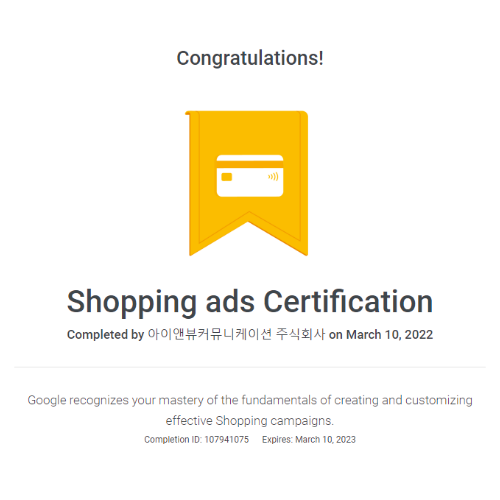 Congratulations!
Shopping ads Certification
Completed by 아이앤뷰커뮤니케이션 주식회사 on March 10, 2022
Google recognizes your mastery of the fundamentals of creating and customizing
effective Shopping campaigns.
Completion ID: 107941075 Expires: March 10, 2023